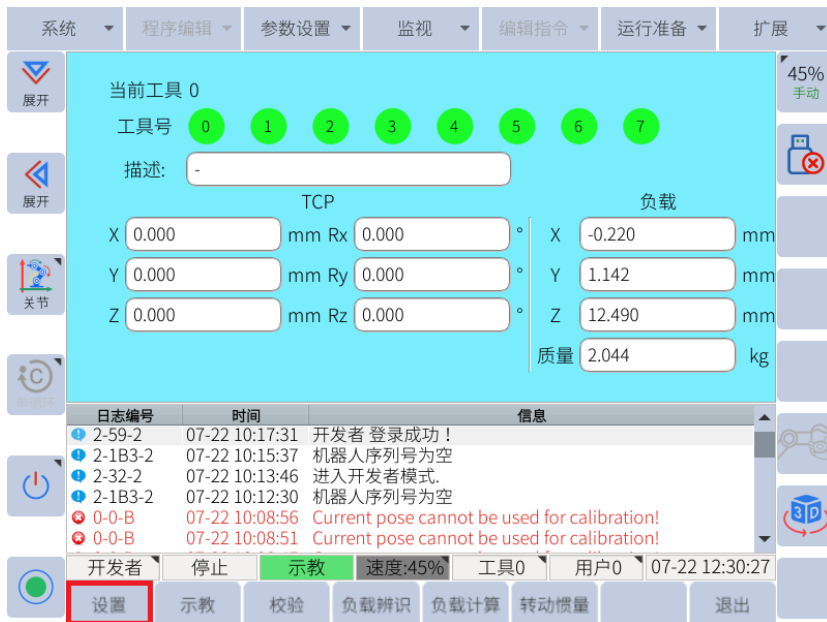 系统 程序编辑 参数设置 监视 编辑指令 运行准备 扩展
展开
45%
手动
当前工具 0
工具号 0 1 2 3 4 5 6 7
描述: -
展开
TCP 负载
X 0.000 mm Rx 0.000 ° X -0.220 mm
Y 0.000 mm Ry 0.000 ° Y 1.142 mm
Z 0.000 mm Rz 0.000 ° Z 12.490 mm
关节
质量 2.044 kg
C
日志编号 时间 信息
2-59-2 07-22 10:17:31 开发者 登录成功！
2-1B3-2 07-22 10:15:37 机器人序列号为空
2-32-2 07-22 10:13:46 进入开发者模式.
2-1B3-2 07-22 10:12:30 机器人序列号为空
0-0-B 07-22 10:08:56 Current pose cannot be used for calibration!
0-0-B 07-22 10:08:51 Current pose cannot be used for calibration!
3D
开发者 停止 示教 速度:45% 工具0 用户0 07-22 12:30:27
设置 示教 校验 负载辨识 负载计算 转动惯量 退出